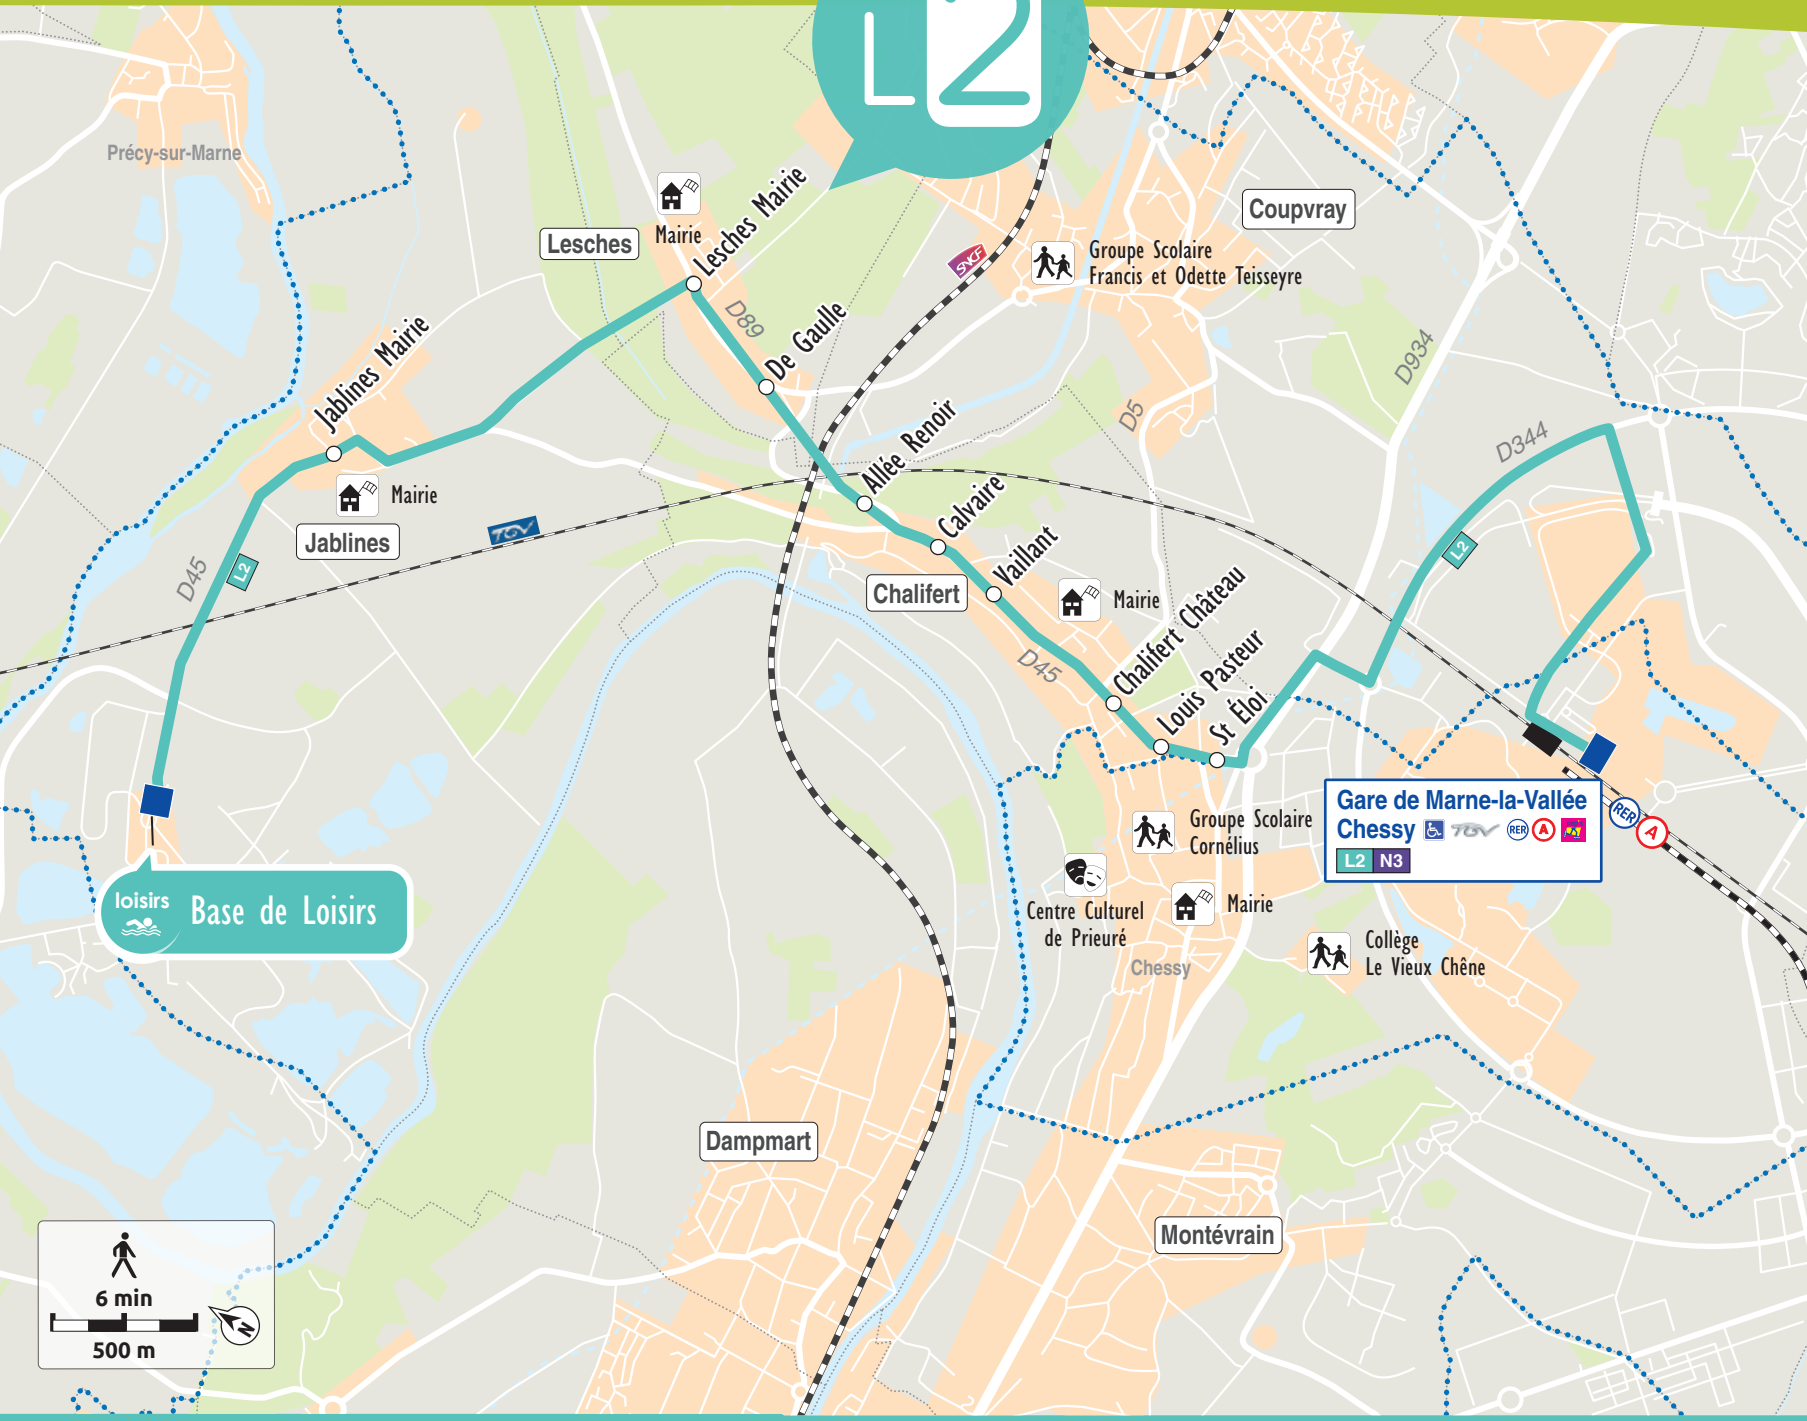 L2
Précy-sur-Marne
Mairie
Lesches
Lesches Mairie
Coupvray
SNCF
Groupe Scolaire
Francis et Odette Teisseyre
D89
De Gaulle
Jablines Mairie
D934
D5
Allée Renoir
D344
Calvaire
Mairie
TGV
Jablines
Vaillant
L2
D45
L2
Chalifert
Mairie
Chalifert Château
D45
Louis Pasteur
St Éloi
Gare de Marne-la-Vallée
Chessy TGV RER A
L2 N3
RER
A
Groupe Scolaire
Cornélius
loisirs
Base de Loisirs
Centre Culturel
de Prieuré
Mairie
Collège
Le Vieux Chêne
Chessy
Dampmart
Montévrain
6 min
500 m
N